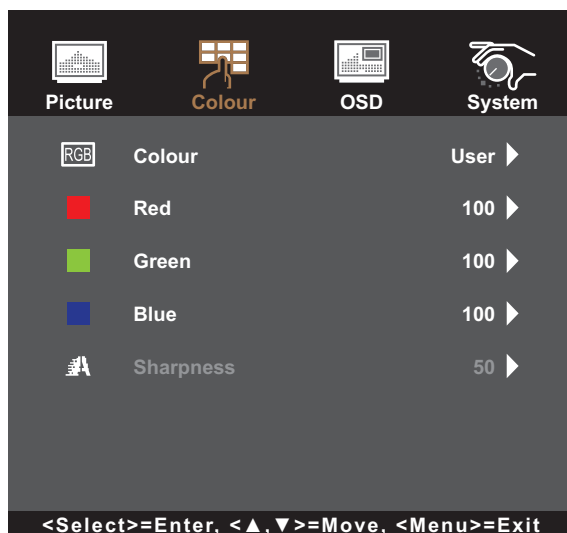 Picture Colour OSD System
RGB Colour User
Red 100
Green 100
Blue 100
Sharpness 50
<Select>=Enter, <▲,▼>=Move, <Menu>=Exit